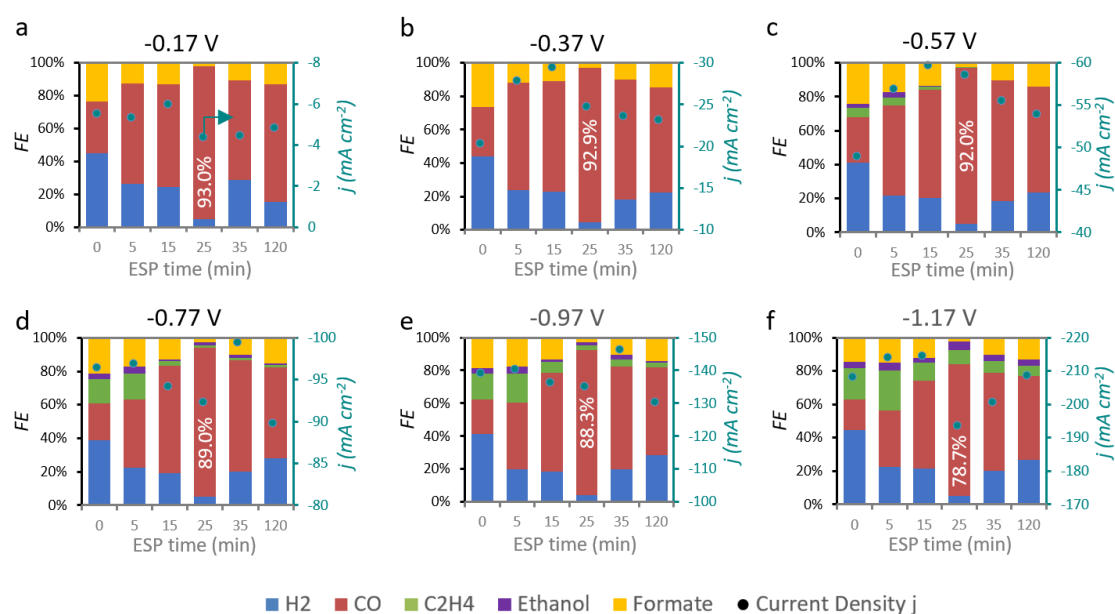 a
-0.17 V
100%
80%
60%
40%
20%
0%
FE
93.0%
-8
-6
-4
-2
0
j (mA cm⁻²)
0 5 15 25 35 120
ESP time (min)
b
-0.37 V
100%
80%
60%
40%
20%
0%
FE
92.9%
-30
-25
-20
-15
-10
j (mA cm⁻²)
0 5 15 25 35 120
ESP time (min)
c
-0.57 V
100%
80%
60%
40%
20%
0%
FE
92.0%
-60
-55
-50
-45
-40
j (mA cm⁻²)
0 5 15 25 35 120
ESP time (min)
d
-0.77 V
100%
80%
60%
40%
20%
0%
FE
89.0%
-100
-95
-90
-85
-80
j (mA cm⁻²)
0 5 15 25 35 120
ESP time (min)
e
-0.97 V
100%
80%
60%
40%
20%
0%
FE
88.3%
-150
-140
-130
-120
-110
-100
j (mA cm⁻²)
0 5 15 25 35 120
ESP time (min)
f
-1.17 V
100%
80%
60%
40%
20%
0%
FE
78.7%
-220
-210
-200
-190
-180
-170
j (mA cm⁻²)
0 5 15 25 35 120
ESP time (min)
H2 CO C2H4 Ethanol Formate Current Density j